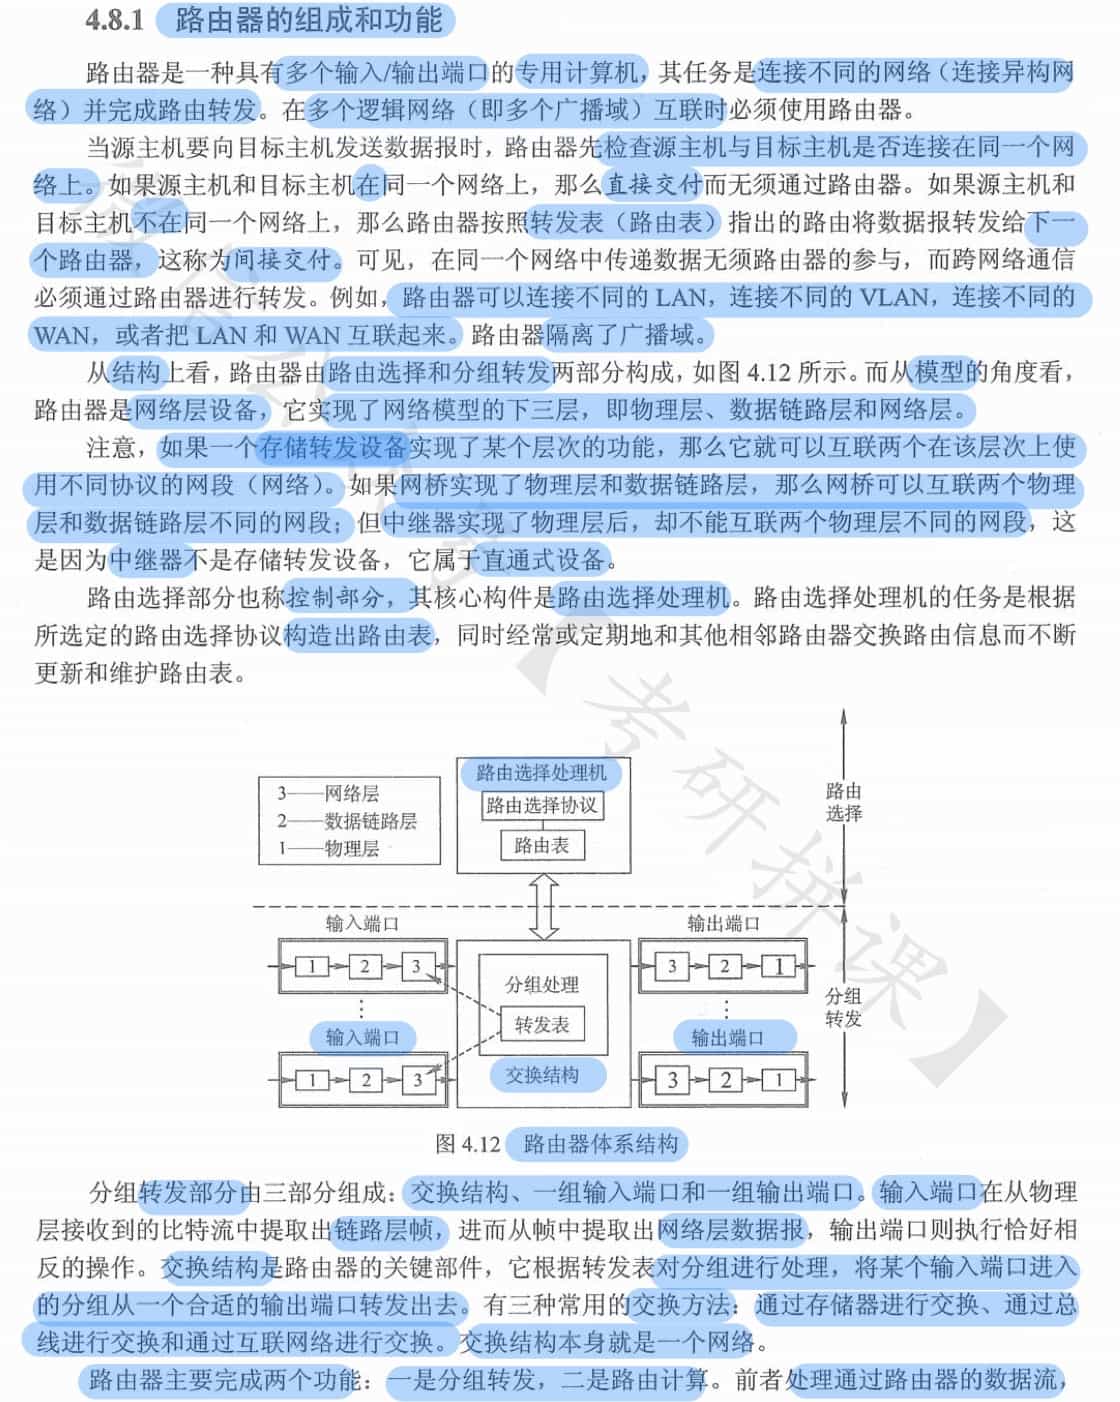 4.8.1 路由器的组成和功能
路由器是一种具有多个输入/输出端口的专用计算机，其任务是连接不同的网络（连接异构网
络）并完成路由转发。在多个逻辑网络（即多个广播域）互联时必须使用路由器。
当源主机要向目标主机发送数据报时，路由器先检查源主机与目标主机是否连接在同一个网
络上。如果源主机和目标主机在同一个网络上，那么直接交付而无须通过路由器。如果源主机和
目标主机不在同一个网络上，那么路由器按照转发表（路由表）指出的路由将数据报转发给下一
个路由器，这称为间接交付。可见，在同一个网络中传递数据无须路由器的参与，而跨网络通信
必须通过路由器进行转发。例如，路由器可以连接不同的 LAN，连接不同的 VLAN，连接不同的
WAN，或者把 LAN 和 WAN 互联起来。路由器隔离了广播域。
从结构上看，路由器由路由选择和分组转发两部分构成，如图 4.12 所示。而从模型的角度看，
路由器是网络层设备，它实现了网络模型的下三层，即物理层、数据链路层和网络层。
注意，如果一个存储转发设备实现了某个层次的功能，那么它就可以互联两个在该层次上使
用不同协议的网段（网络）。如果网桥实现了物理层和数据链路层，那么网桥可以互联两个物理
层和数据链路层不同的网段；但中继器实现了物理层后，却不能互联两个物理层不同的网段，这
是因为中继器不是存储转发设备，它属于直通式设备。
路由选择部分也称控制部分，其核心构件是路由选择处理机。路由选择处理机的任务是根据
所选定的路由选择协议构造出路由表，同时经常或定期地和其他相邻路由器交换路由信息而不断
更新和维护路由表。
3——网络层
2——数据链路层
1——物理层
路由选择处理机
路由选择协议
路由表
路由
选择
输入端口
输出端口
1 2 3
分组处理
转发表
3 2 1
分组
转发
输入端口
输出端口
1 2 3
交换结构
3 2 1
图 4.12 路由器体系结构
分组转发部分由三部分组成：交换结构、一组输入端口和一组输出端口。输入端口在从物理
层接收到的比特流中提取出链路层帧，进而从帧中提取出网络层数据报，输出端口则执行恰好相
反的操作。交换结构是路由器的关键部件，它根据转发表对分组进行处理，将某个输入端口进入
的分组从一个合适的输出端口转发出去。有三种常用的交换方法：通过存储器进行交换、通过总
线进行交换和通过互联网络进行交换。交换结构本身就是一个网络。
路由器主要完成两个功能：一是分组转发，二是路由计算。前者处理通过路由器的数据流，
【考研拼课】